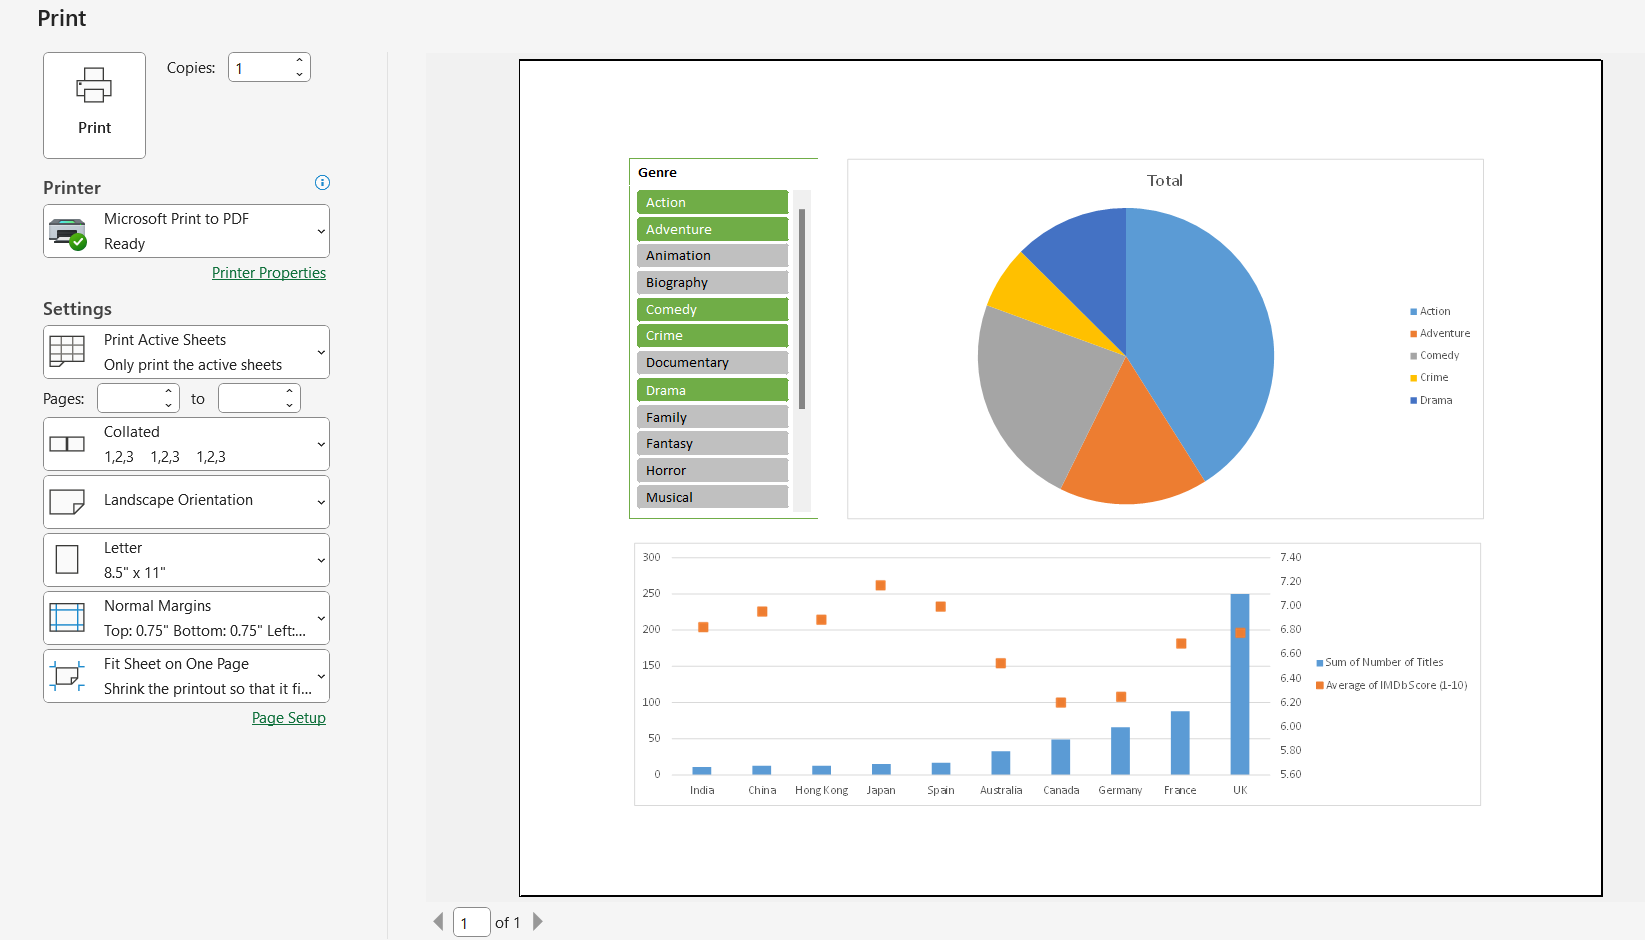 Print
Print
Copies:
1
Printer
Microsoft Print to PDF
Ready
Printer Properties
Settings
Print Active Sheets
Only print the active sheets
Pages:
to
Collated
1,2,3 1,2,3 1,2,3
Landscape Orientation
Letter
8.5" x 11"
Normal Margins
Top: 0.75" Bottom: 0.75" Left:...
Fit Sheet on One Page
Shrink the printout so that it fi...
Page Setup
Genre
Action
Adventure
Animation
Biography
Comedy
Crime
Documentary
Drama
Family
Fantasy
Horror
Musical
Total
Action
Adventure
Comedy
Crime
Drama
300
250
200
150
100
50
0
7.40
7.20
7.00
6.80
6.60
6.40
6.20
6.00
5.80
5.60
India China Hong Kong Japan Spain Australia Canada Germany France UK
Sum of Number of Titles
Average of IMDbScore (1-10)
1 of 1